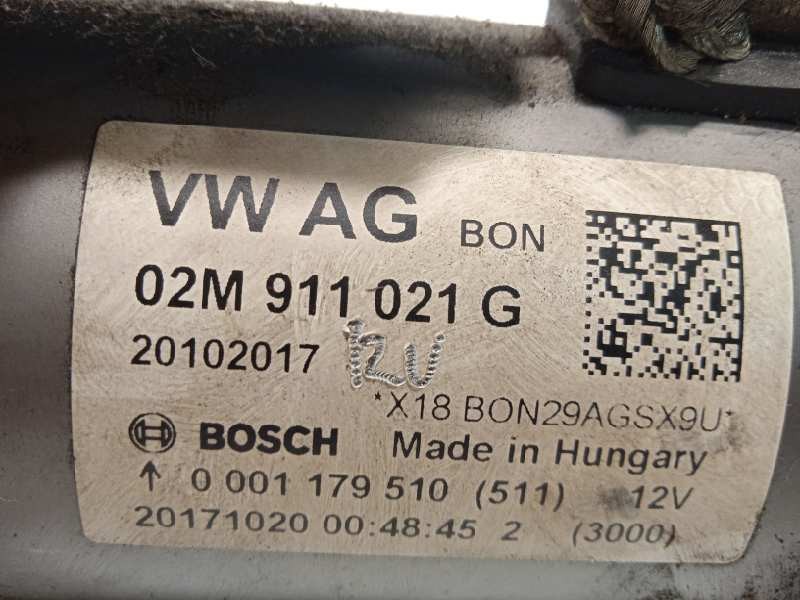 VW AG BON
02M 911 021 G
20102017 12U
*X18 BON29AGSX9U*
BOSCH Made in Hungary
↑ 0 001 179 510 (511) 12V
20171020 00:48:45 2 (3000)